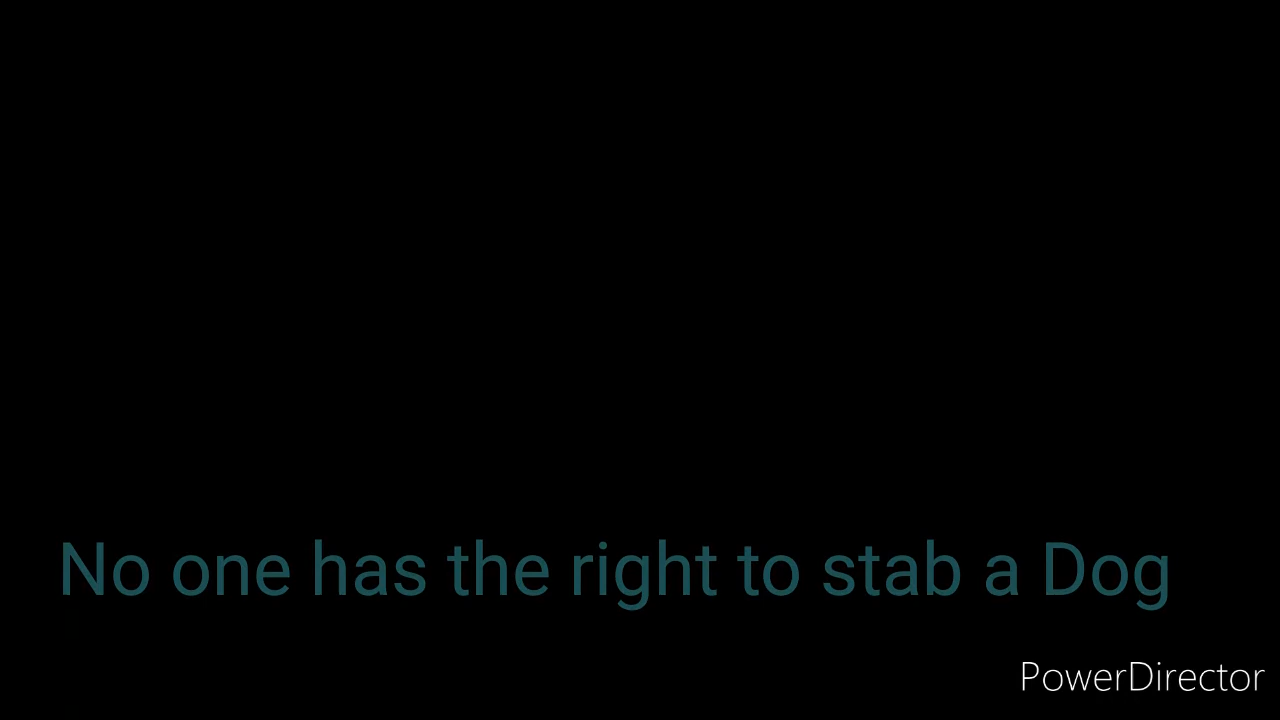 No one has the right to stab a Dog
PowerDirector